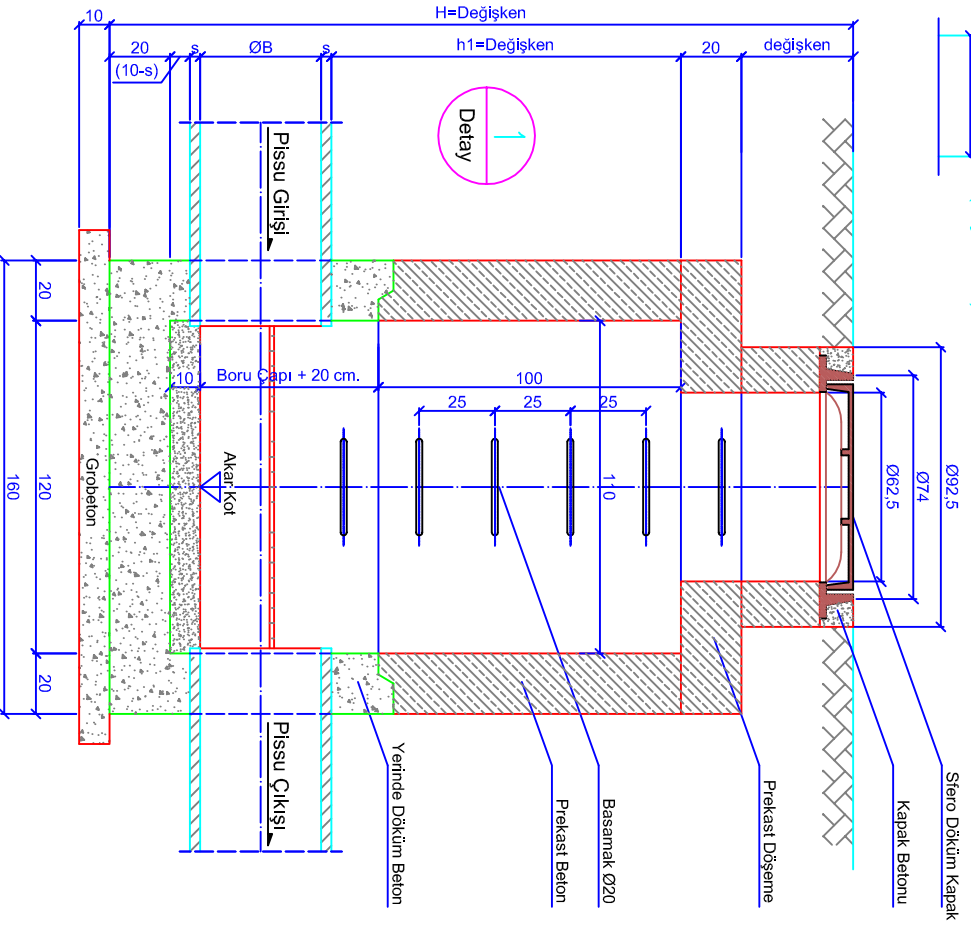 H=Değişken
10
20
s
ØB
s
h1=Değişken
20
değişken
(10-s)
1
Detay
Pissu Girişi
20
120
20
160
10
Boru Çapı + 20 cm.
100
25
25
25
110
Akar Kot
Grobeton
Ø62,5
Ø74
Ø92,5
Pissu Çıkışı
Yerinde Döküm Beton
Prekast Beton
Basamak Ø20
Prekast Döşeme
Kapak Betonu
Sfero Döküm Kapak